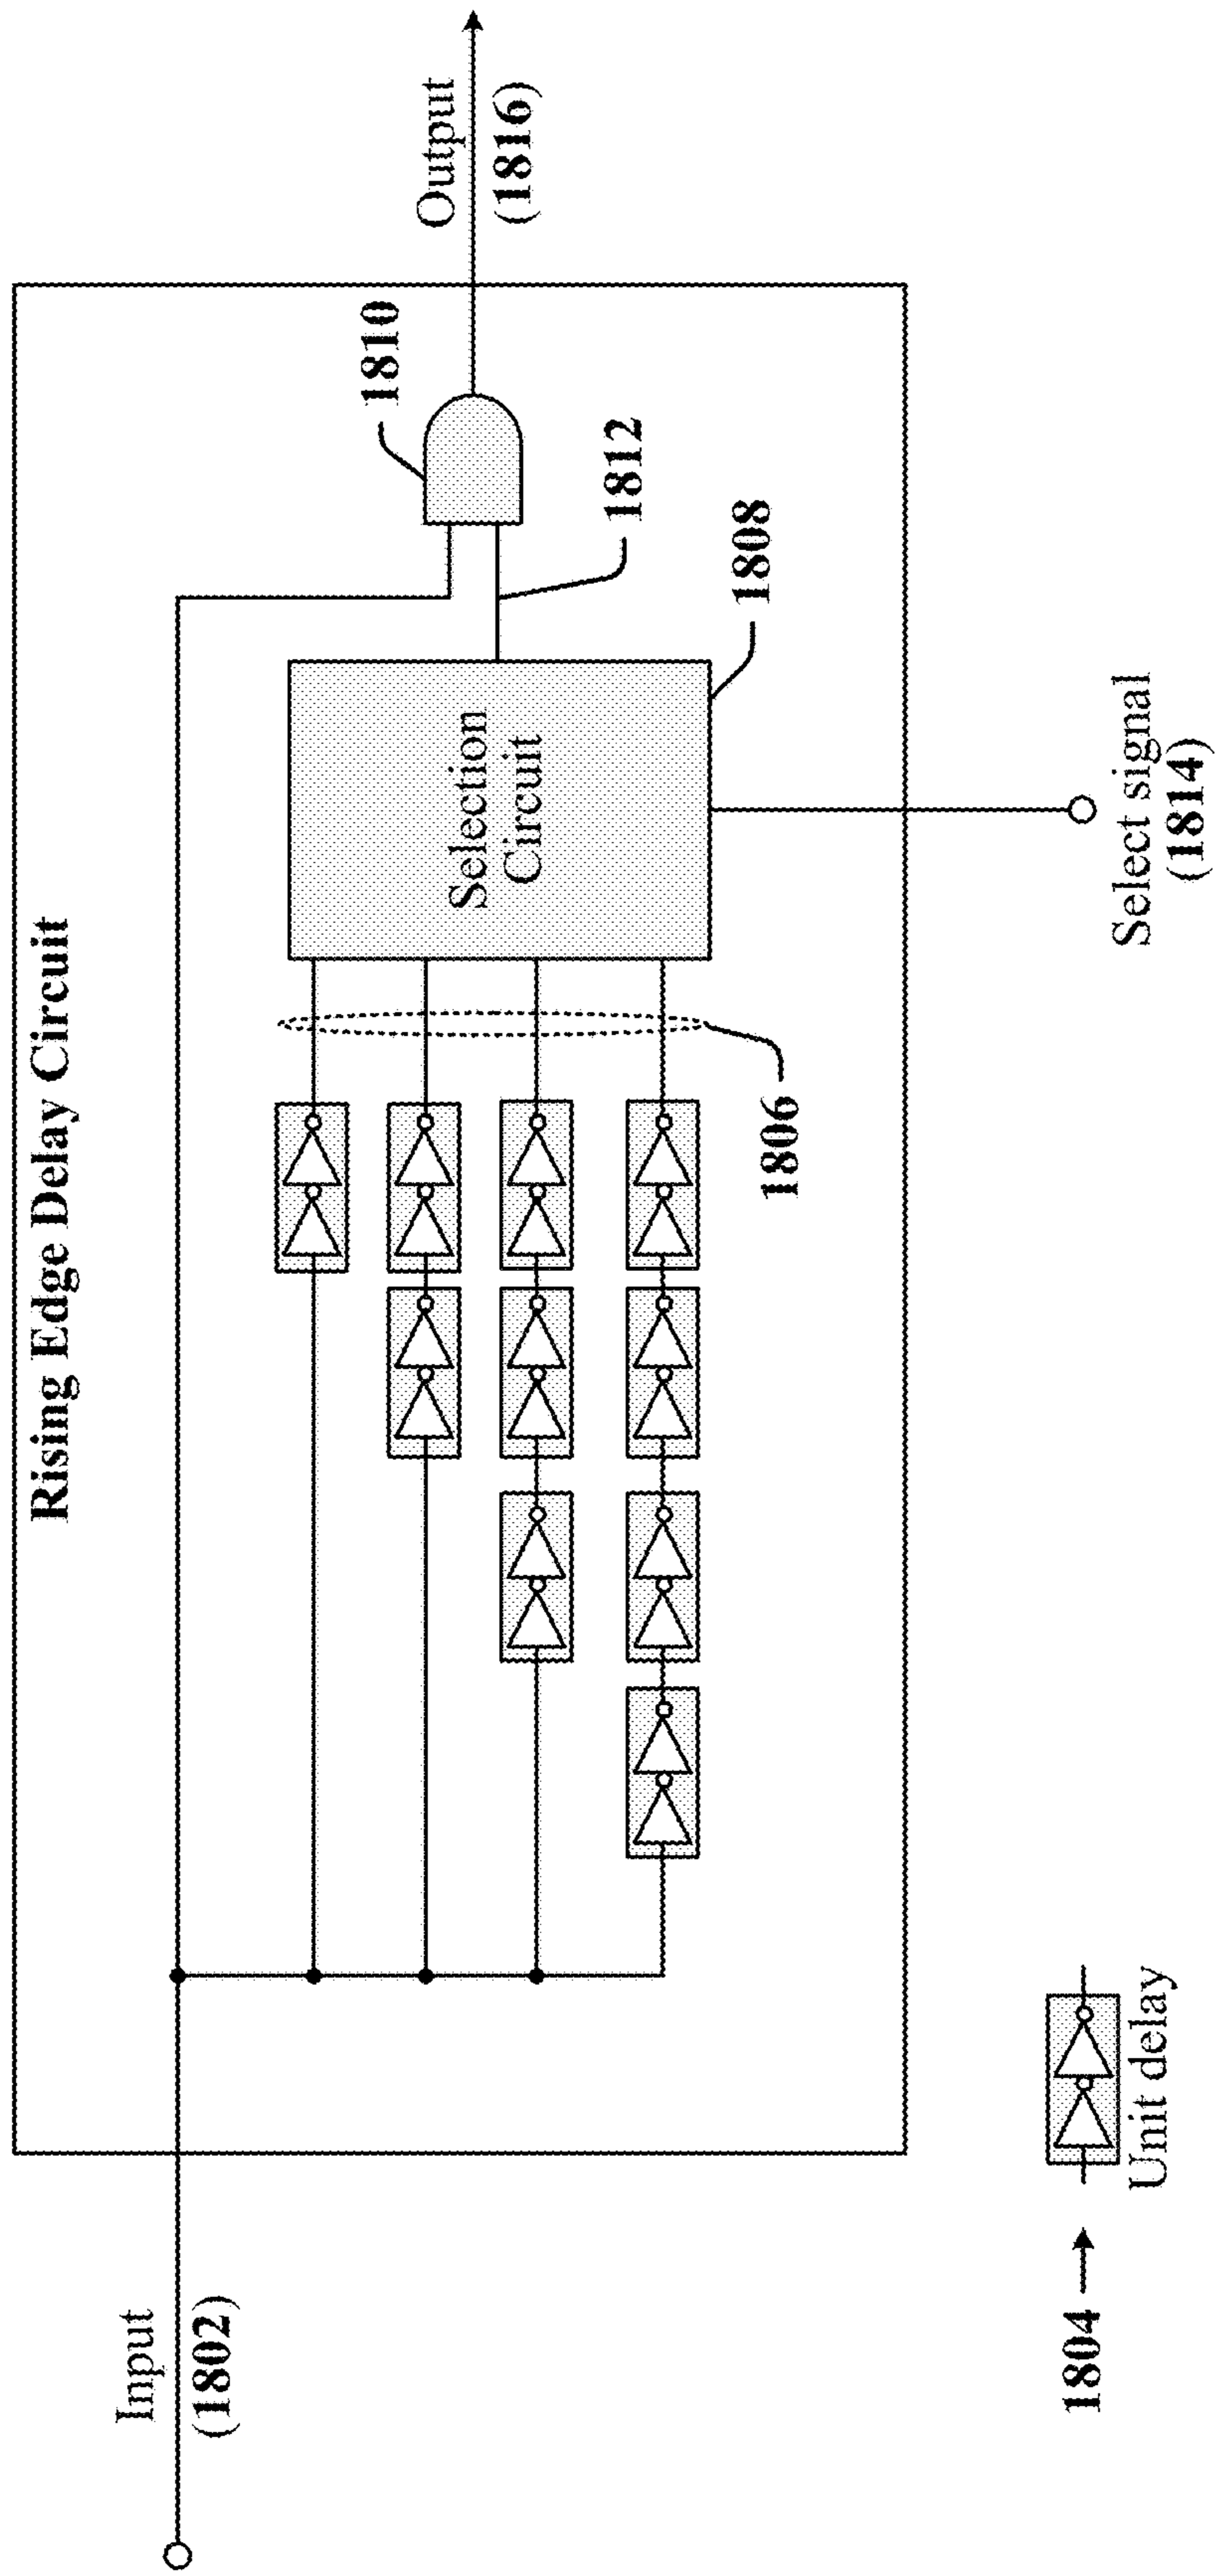 Rising Edge Delay Circuit
Input
(1802)
Output
(1816)
1810
1812
Selection
Circuit
1808
1806
Select signal
(1814)
1804
Unit delay